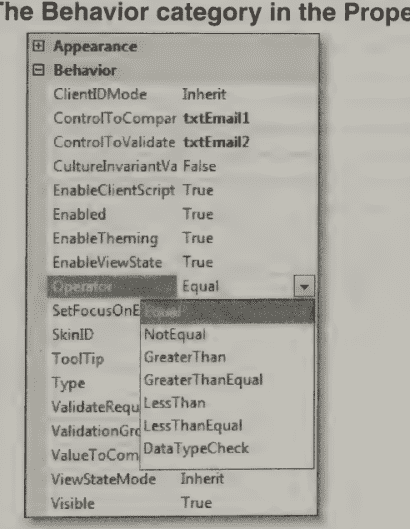 The Behavior category in the Prope
Appearance
Behavior
ClientIDMode Inherit
ControlToCompar txtEmail1
ControlToValidate txtEmail2
CultureInvariantVa False
EnableClientScript True
Enabled True
EnableTheming True
EnableViewState True
Operator Equal
SetFocusOnE Equal
SkinID NotEqual
ToolTip GreaterThan
Type GreaterThanEqual
ValidateRequ LessThan
ValidationGro LessThanEqual
ValueToCom DataTypeCheck
ViewStateMode Inherit
Visible True